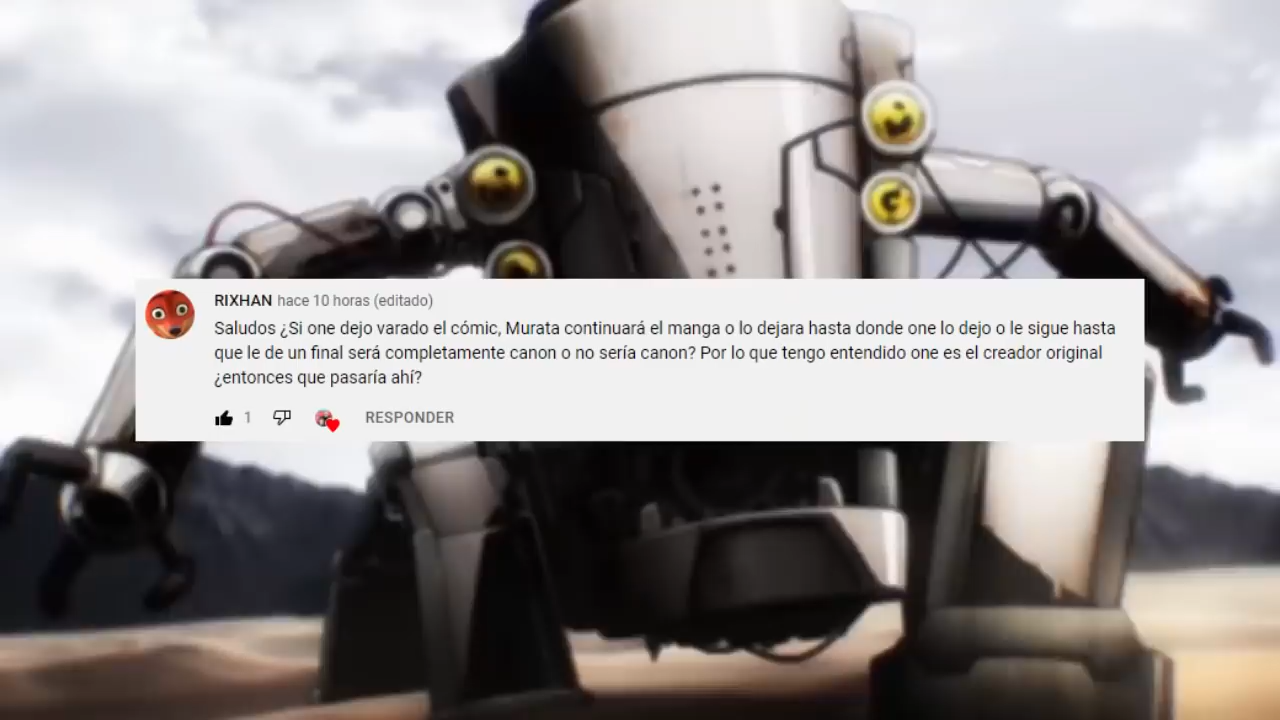 RIXHAN hace 10 horas (editado)
Saludos ¿Si one dejo varado el cómic, Murata continuará el manga o lo dejara hasta donde one lo dejo o le sigue hasta
que le de un final será completamente canon o no sería canon? Por lo que tengo entendido one es el creador original
¿entonces que pasaría ahí?
1 RESPONDER